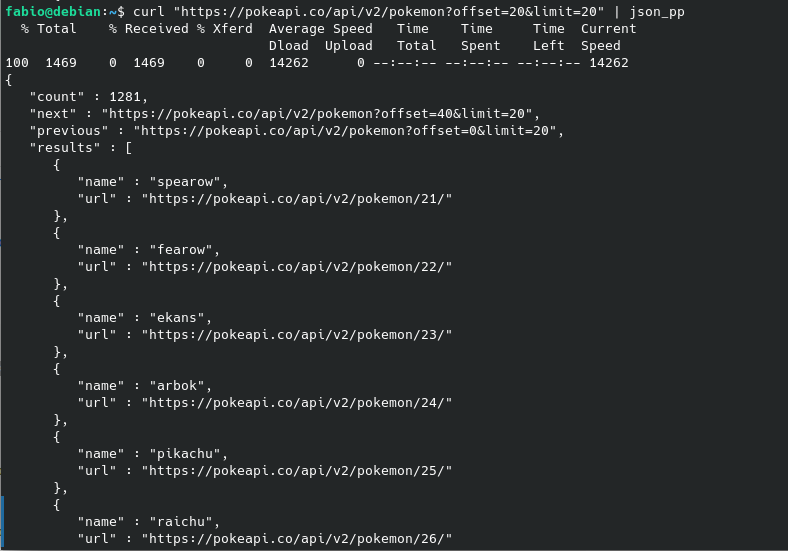 fabio@debian:~$ curl "https://pokeapi.co/api/v2/pokemon?offset=20&limit=20" | json_pp
  % Total    % Received % Xferd  Average Speed   Time    Time     Time  Current
                                 Dload  Upload   Total   Spent    Left  Speed
100  1469    0  1469    0     0  14262      0 --:--:-- --:--:-- --:--:-- 14262
{
   "count" : 1281,
   "next" : "https://pokeapi.co/api/v2/pokemon?offset=40&limit=20",
   "previous" : "https://pokeapi.co/api/v2/pokemon?offset=0&limit=20",
   "results" : [
      {
         "name" : "spearow",
         "url" : "https://pokeapi.co/api/v2/pokemon/21/"
      },
      {
         "name" : "fearow",
         "url" : "https://pokeapi.co/api/v2/pokemon/22/"
      },
      {
         "name" : "ekans",
         "url" : "https://pokeapi.co/api/v2/pokemon/23/"
      },
      {
         "name" : "arbok",
         "url" : "https://pokeapi.co/api/v2/pokemon/24/"
      },
      {
         "name" : "pikachu",
         "url" : "https://pokeapi.co/api/v2/pokemon/25/"
      },
      {
         "name" : "raichu",
         "url" : "https://pokeapi.co/api/v2/pokemon/26/"